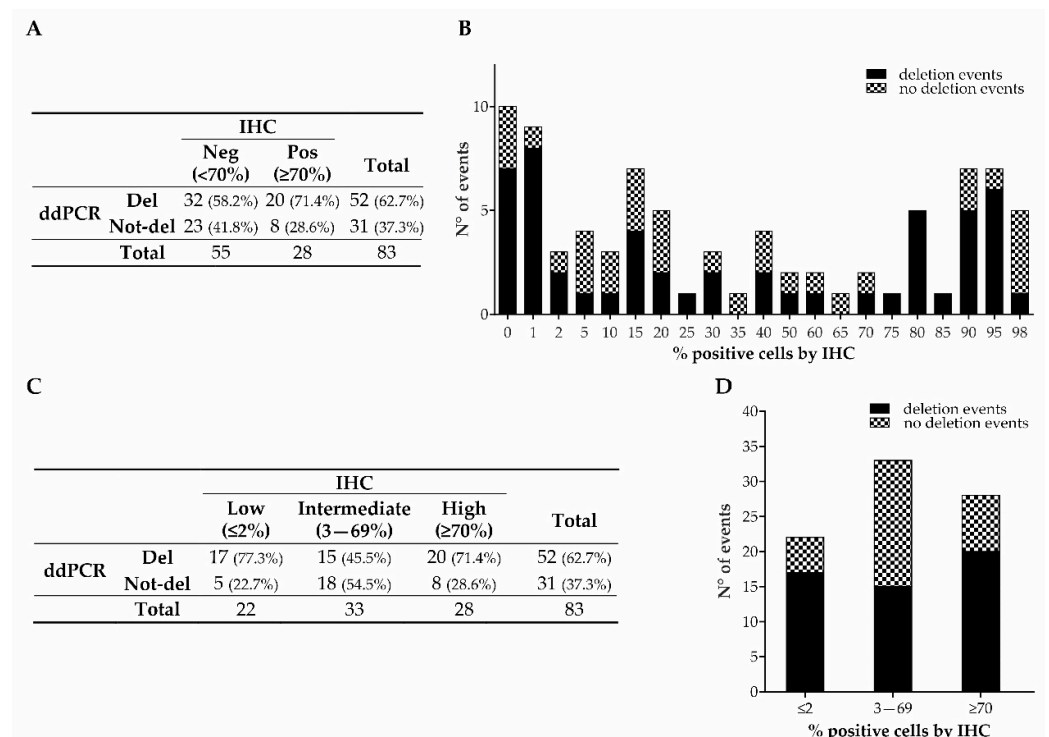 A
IHC
Neg Pos Total
(<70%) (≥70%)
ddPCR Del 32 (58.2%) 20 (71.4%) 52 (62.7%)
Not-del 23 (41.8%) 8 (28.6%) 31 (37.3%)
Total 55 28 83
B
deletion events
no deletion events
N° of events
10
5
0
0 1 2 5 10 15 20 25 30 35 40 50 60 65 70 75 80 85 90 95 98
% positive cells by IHC
C
IHC
Low Intermediate High Total
(≤2%) (3—69%) (≥70%)
ddPCR Del 17 (77.3%) 15 (45.5%) 20 (71.4%) 52 (62.7%)
Not-del 5 (22.7%) 18 (54.5%) 8 (28.6%) 31 (37.3%)
Total 22 33 28 83
D
deletion events
no deletion events
N° of events
40
35
30
25
20
15
10
5
0
≤2 3—69 ≥70
% positive cells by IHC